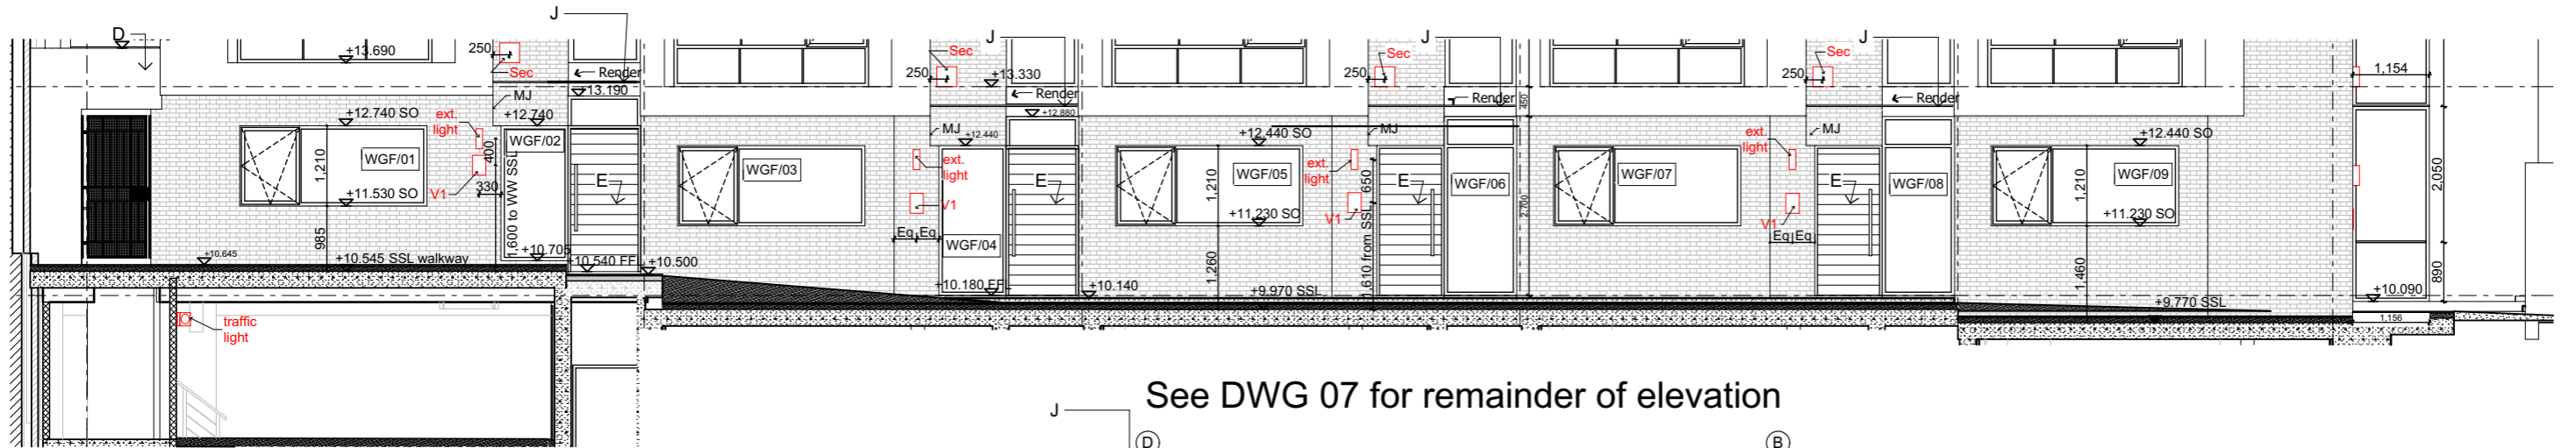 J
D
250
+13.690
Sec
Render
+13.190
MJ
+12.740 SO
ext.
light
+12.740
WGF/02
400
WGF/01
1,210
330
V1
+11.530 SO
985
1,600 to WW SSL
E
+10.705
+10.645
+10.545 SSL walkway
+10.540 FFL
+10.500
traffic
light
WGF/03
J
Sec
250
+13.330
Render
+12.880
MJ
+12.440
ext.
light
V1
Eq Eq
WGF/04
E
+10.180 FFL
+10.140
J
Sec
250
Render
450
MJ
+12.440 SO
WGF/05
ext.
light
1,210
650
V1
+11.230 SO
E
WGF/06
1,260
1,610 from SSL
2,700
+9.970 SSL
J
Sec
250
Render
MJ
ext.
light
WGF/07
V1
Eq Eq
E
WGF/08
+12.440 SO
WGF/09
1,210
+11.230 SO
1,460
+9.770 SSL
1,154
2,050
890
+10.090
1,156
See DWG 07 for remainder of elevation
J
D
B